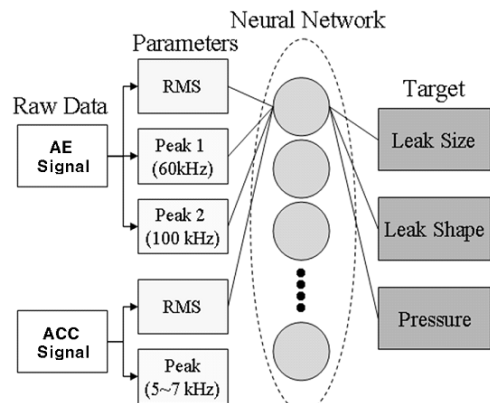 Neural Network
Parameters
Target
Raw Data
RMS
AE
Signal
Peak 1
(60kHz)
Leak Size
Peak 2
(100 kHz)
Leak Shape
RMS
Pressure
ACC
Signal
Peak
(5~7 kHz)